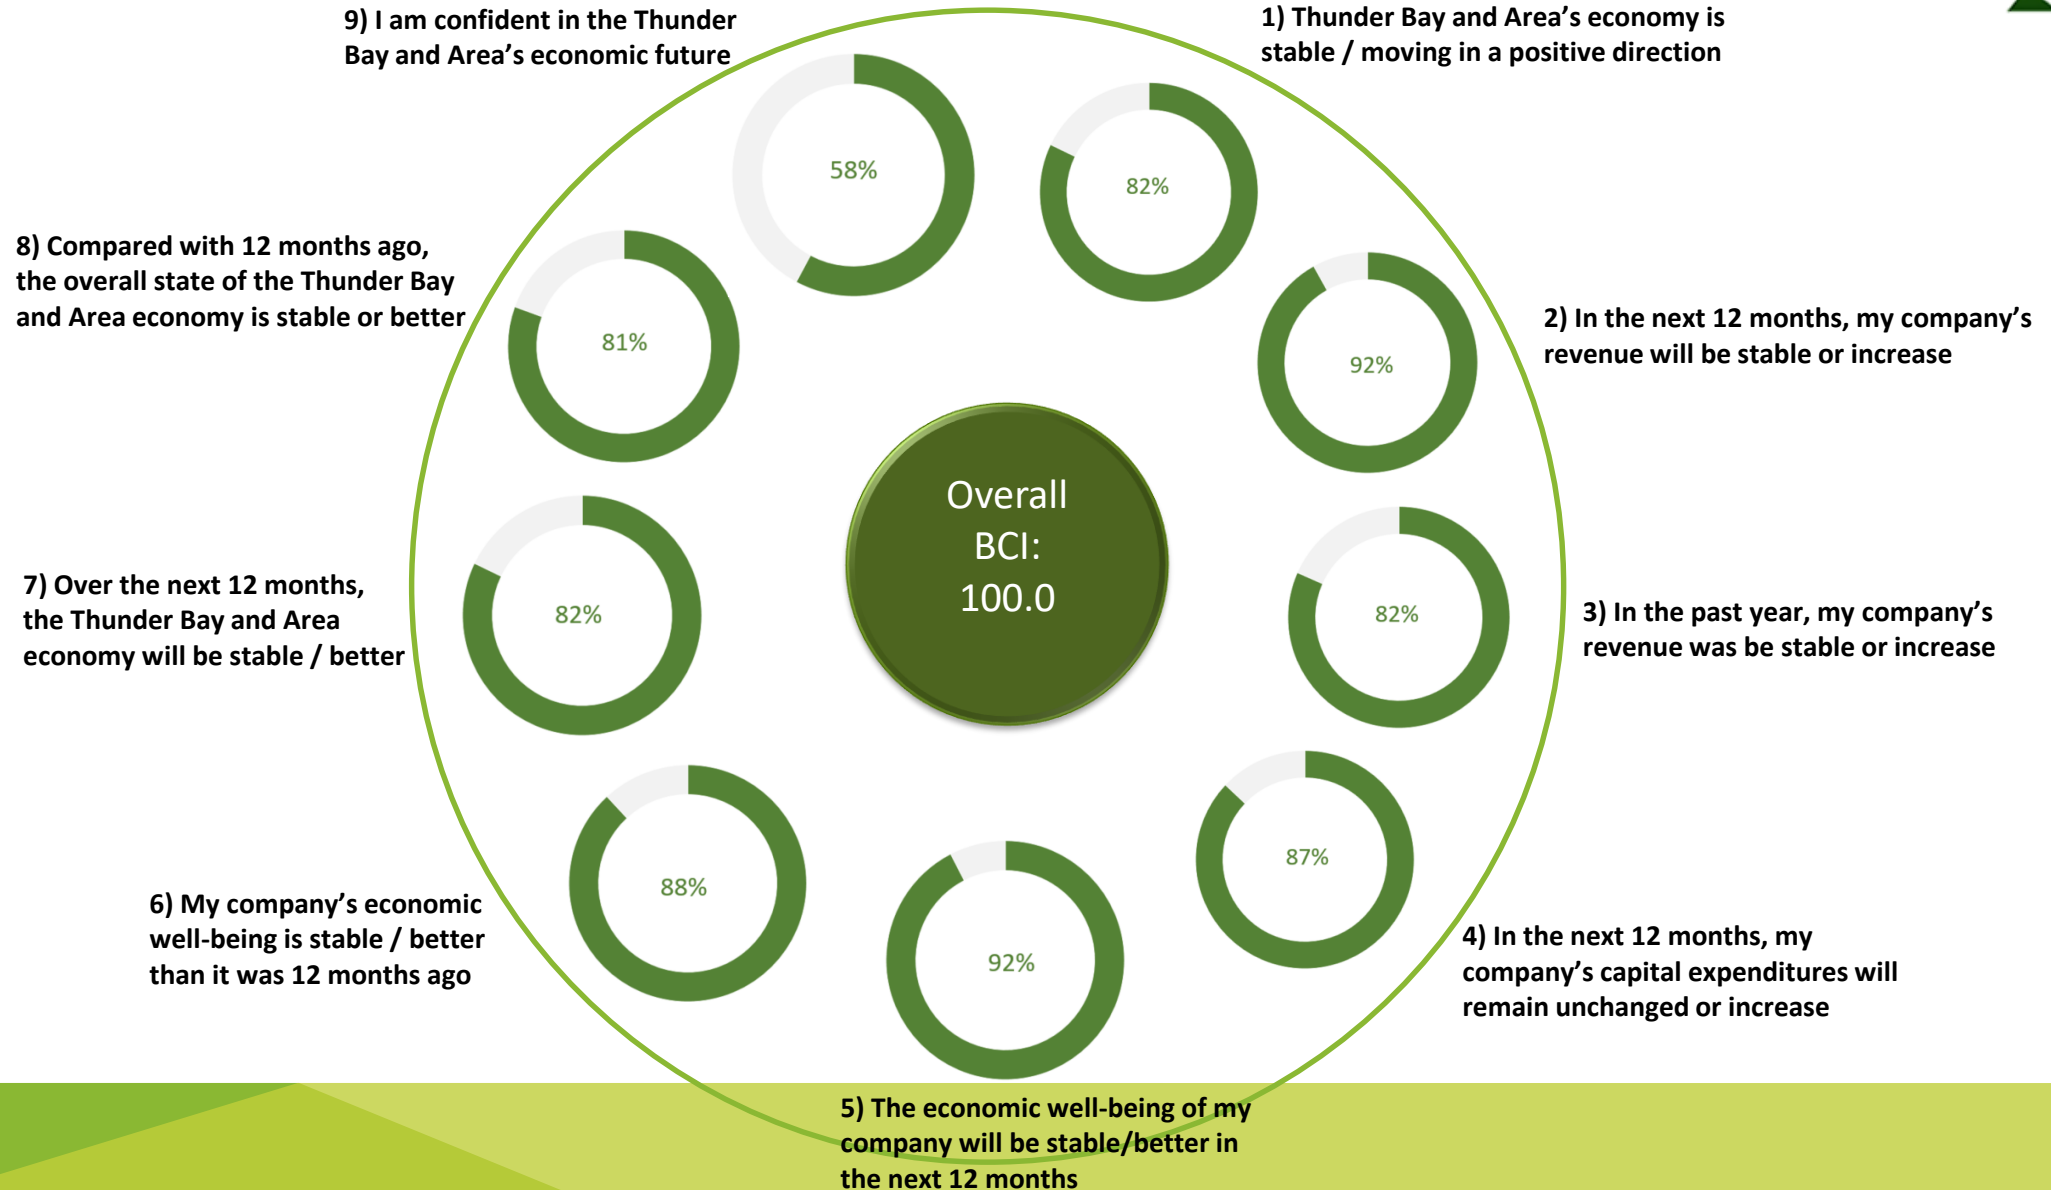 9) I am confident in the Thunder
Bay and Area’s economic future
58%
1) Thunder Bay and Area’s economy is
stable / moving in a positive direction
82%
2) In the next 12 months, my company’s
revenue will be stable or increase
92%
3) In the past year, my company’s
revenue was be stable or increase
82%
4) In the next 12 months, my
company’s capital expenditures will
remain unchanged or increase
87%
5) The economic well-being of my
company will be stable/better in
the next 12 months
92%
6) My company’s economic
well-being is stable / better
than it was 12 months ago
88%
7) Over the next 12 months,
the Thunder Bay and Area
economy will be stable / better
82%
8) Compared with 12 months ago,
the overall state of the Thunder Bay
and Area economy is stable or better
81%
Overall
BCI:
100.0